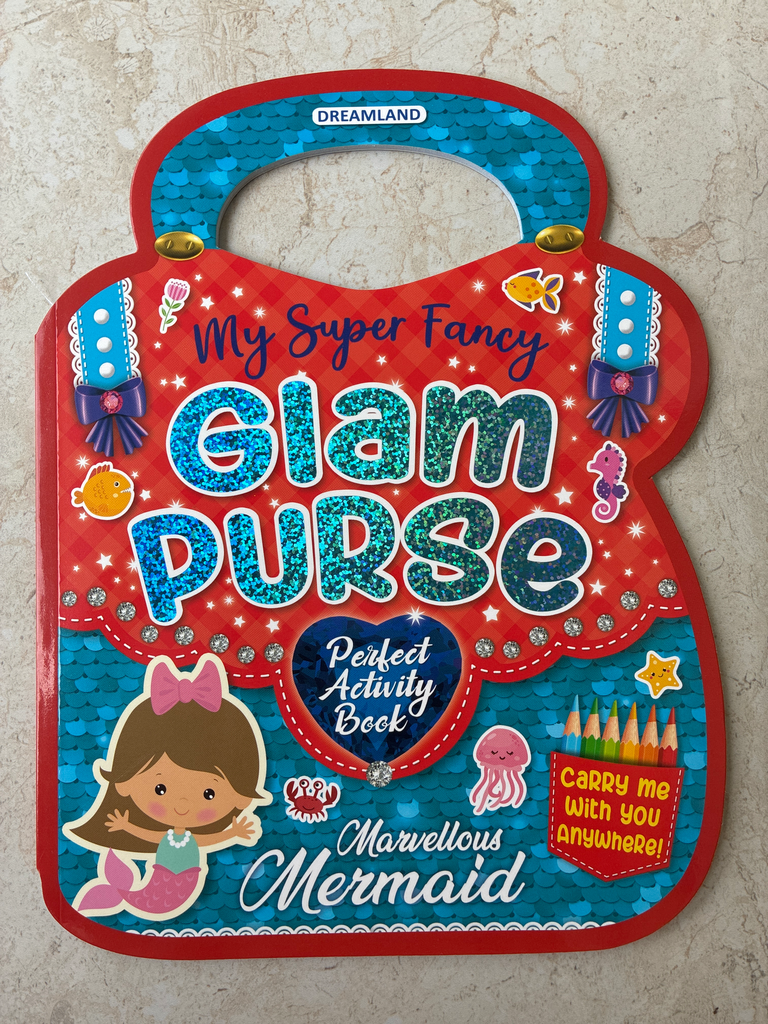 DREAMLAND
My Super Fancy
Glam
PURSe
Perfect
Activity
Book
CaRRY me
With you
AnyWheRe!
Marvellous
Mermaid